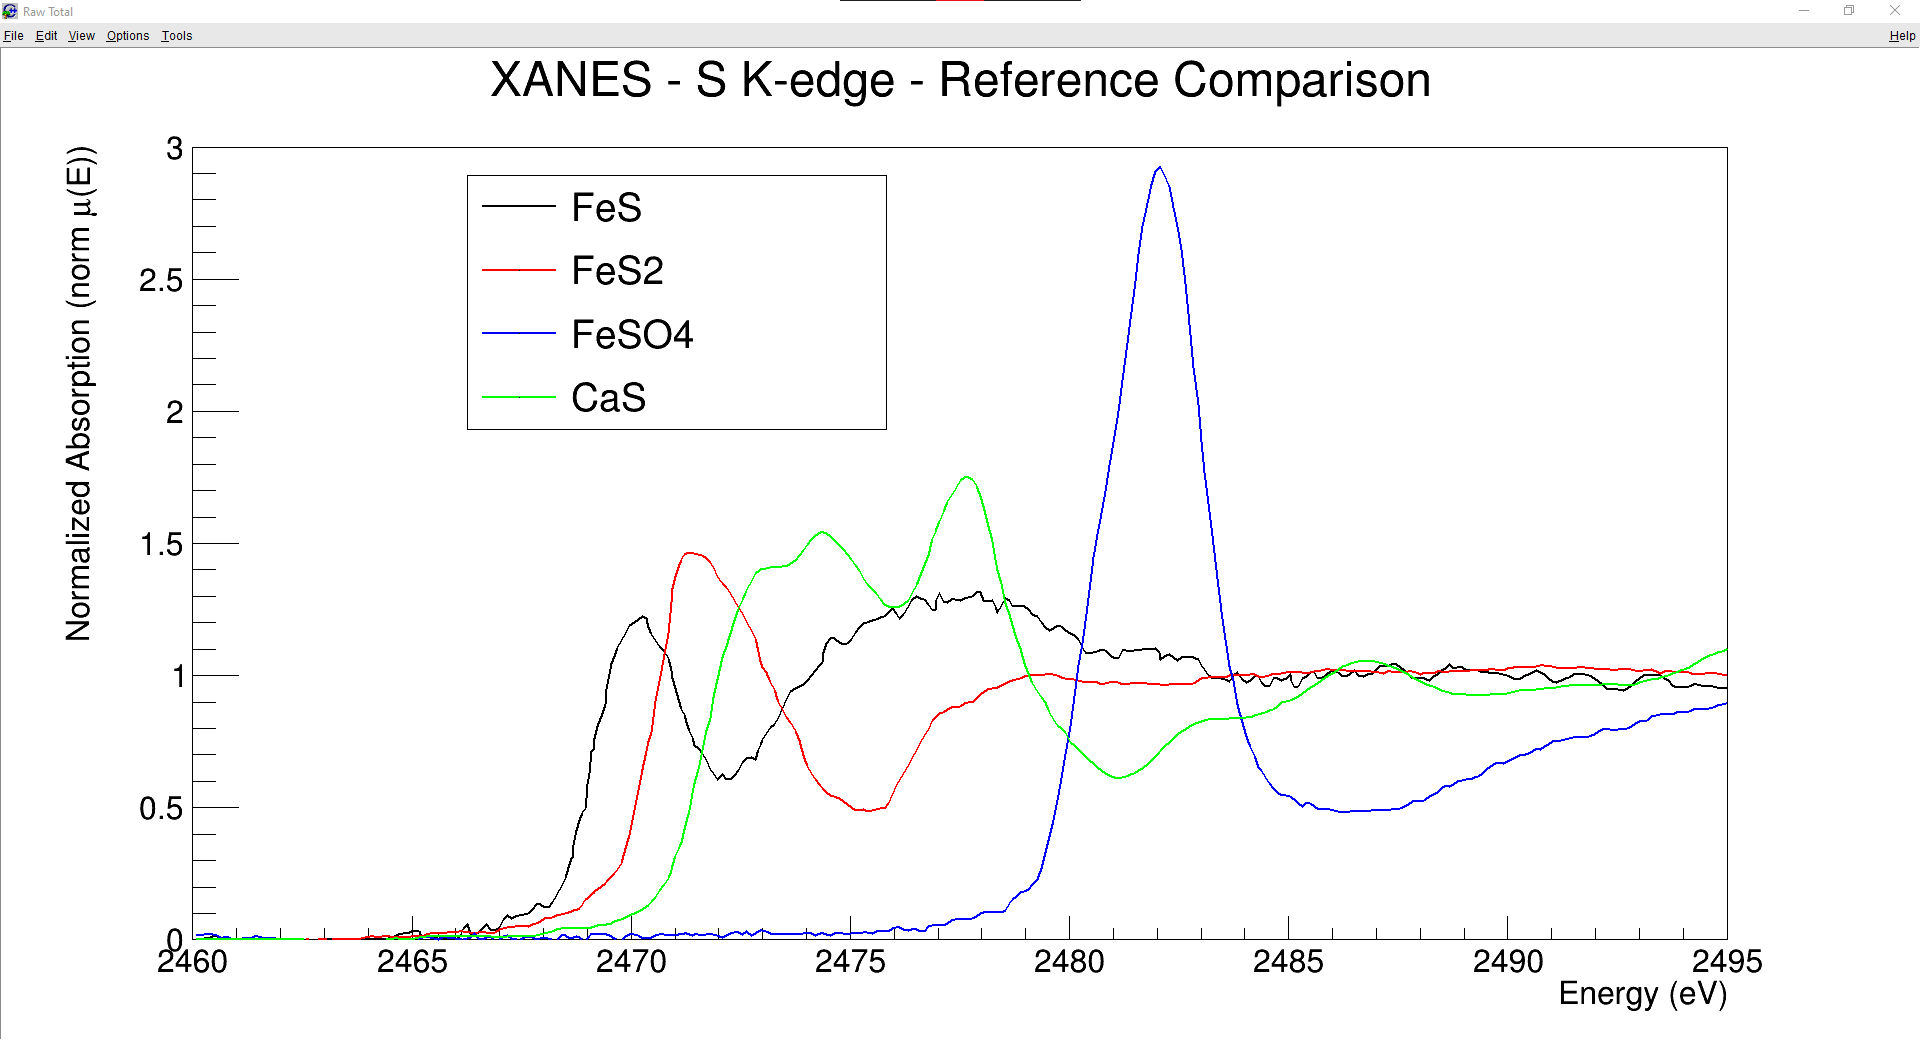 Raw Total
File Edit View Options Tools Help
XANES - S K-edge - Reference Comparison
Normalized Absorption (norm μ(E))
3
2.5
2
1.5
1
0.5
0
FeS
FeS2
FeSO4
CaS
2460 2465 2470 2475 2480 2485 2490 2495
Energy (eV)